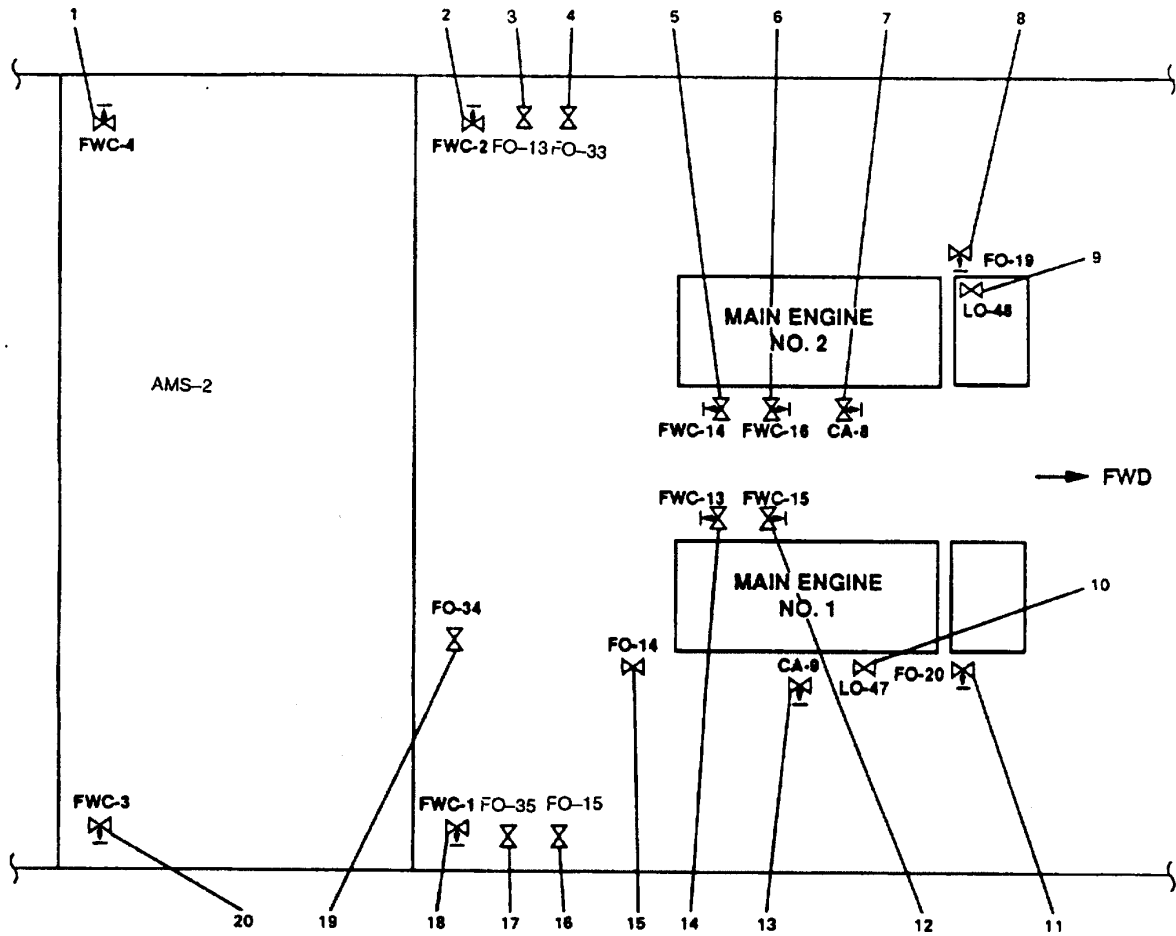 1 2 3 4 5 6 7 8
FWC-4 FWC-2 FO-13 FO-33
FO-19 9
LO-48
MAIN ENGINE
NO. 2
AMS-2
FWC-14 FWC-16 CA-8
FWD
FWC-13 FWC-15
MAIN ENGINE
NO. 1
10
FO-34
FO-14
CA-9
LO-47 FO-20
FWC-3 FWC-1 FO-35 FO-15
20 19 18 17 16 15 14 13 12 11